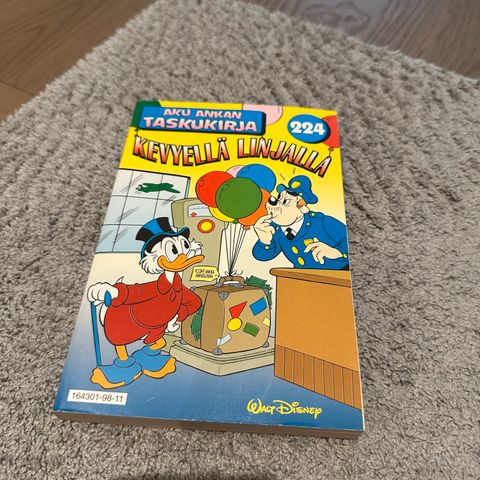 AKU ANKAN
TASKUKIRJA
224
KEVYELLÄ LINJALLA
164301-98-11
WALT DISNEY